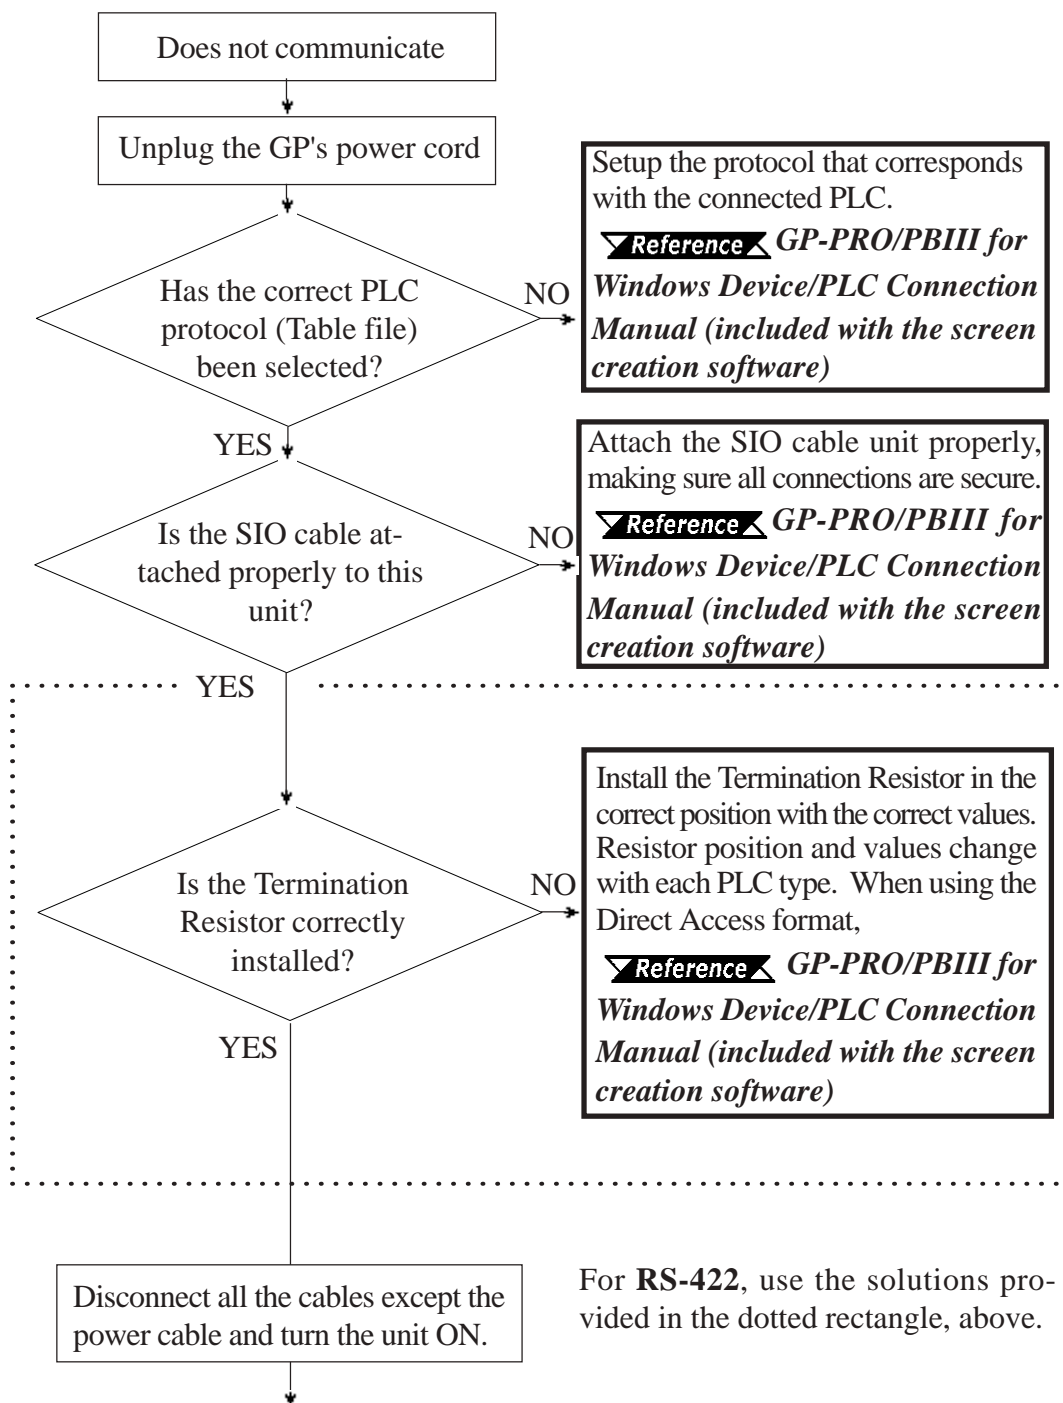 Does not communicate
Unplug the GP's power cord
Has the correct PLC
protocol (Table file)
been selected?
NO
Setup the protocol that corresponds
with the connected PLC.
Reference GP-PRO/PBIII for
Windows Device/PLC Connection
Manual (included with the screen
creation software)
YES
Is the SIO cable at-
tached properly to this
unit?
NO
Attach the SIO cable unit properly,
making sure all connections are secure.
Reference GP-PRO/PBIII for
Windows Device/PLC Connection
Manual (included with the screen
creation software)
YES
Is the Termination
Resistor correctly
installed?
NO
Install the Termination Resistor in the
correct position with the correct values.
Resistor position and values change
with each PLC type. When using the
Direct Access format,
Reference GP-PRO/PBIII for
Windows Device/PLC Connection
Manual (included with the screen
creation software)
YES
Disconnect all the cables except the
power cable and turn the unit ON.
For RS-422, use the solutions pro-
vided in the dotted rectangle, above.